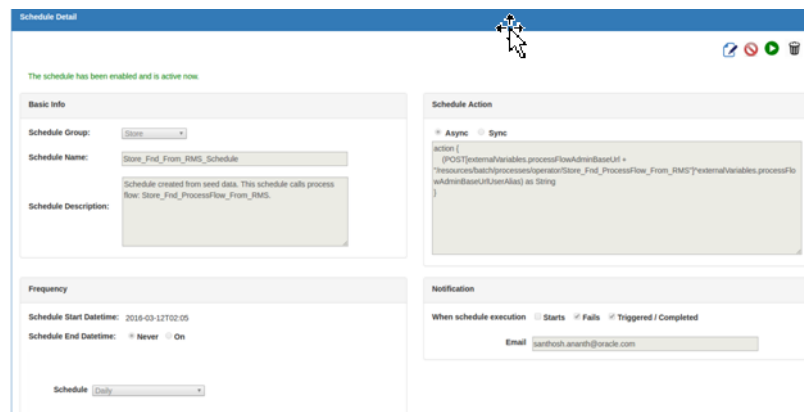 Schedule Detail
The schedule has been enabled and is active now.
Basic Info
Schedule Group: Store
Schedule Name: Store_Fnd_From_RMS_Schedule
Schedule Description: Schedule created from seed data. This schedule calls process
flow: Store_Fnd_ProcessFlow_From_RMS.
Schedule Action
Async Sync
action {
(POST[externalVariables.processFlowAdminBaseUrl +
"/resources/batch/processes/operator/Store_Fnd_ProcessFlow_From_RMS"]^externalVariables.processFlo
wAdminBaseUrlUserAlias) as String
}
Frequency
Schedule Start Datetime: 2016-03-12T02:05
Schedule End Datetime: Never On
Schedule Daily
Notification
When schedule execution Starts Fails Triggered / Completed
Email santhosh.ananth@oracle.com